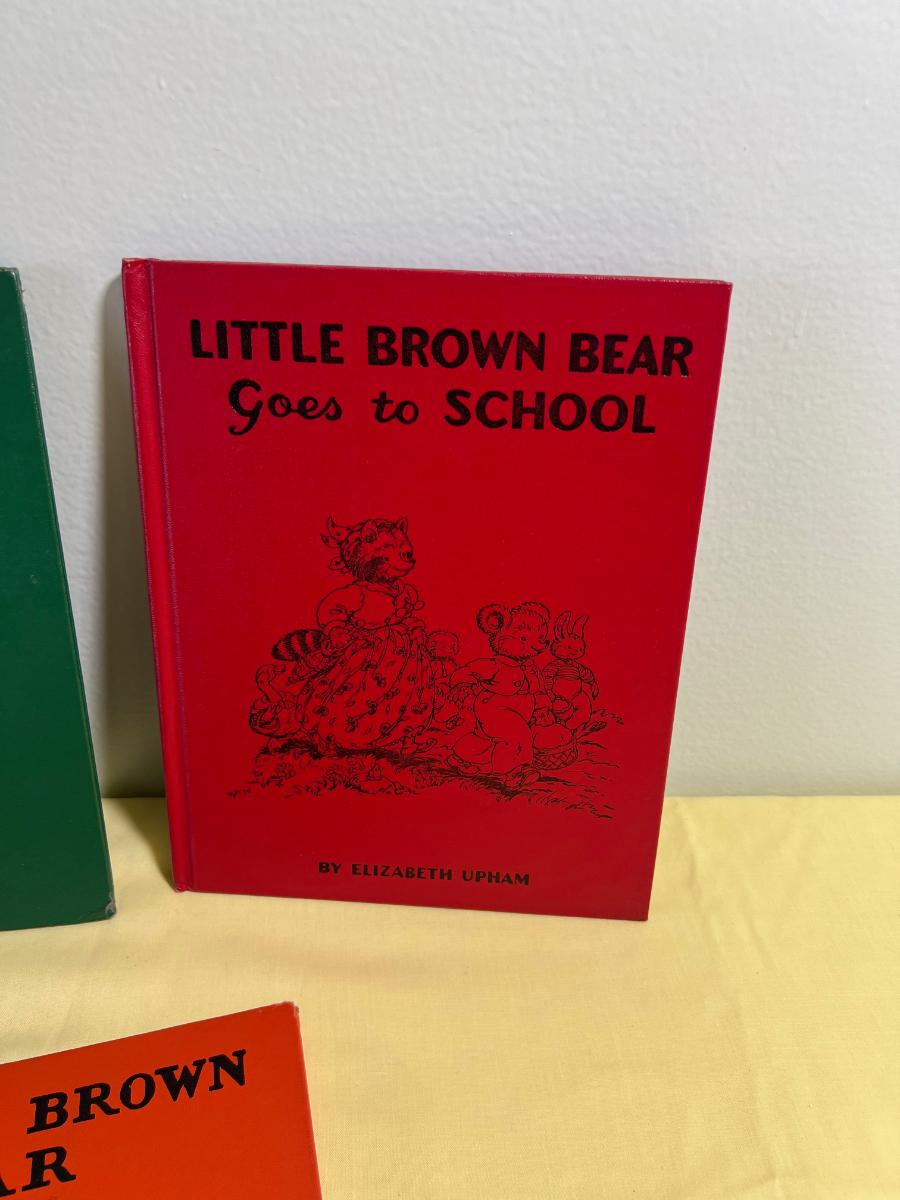 LITTLE BROWN BEAR
Goes to SCHOOL
BY ELIZABETH UPHAM
BROWN
AR